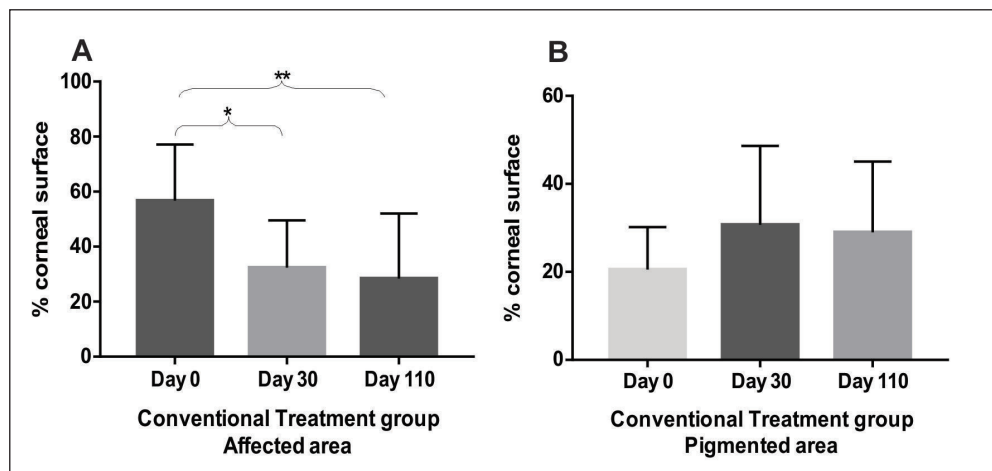 A
% corneal surface
100
80
60
40
20
0
**
*
Day 0 Day 30 Day 110
Conventional Treatment group
Affected area
B
% corneal surface
60
40
20
0
Day 0 Day 30 Day 110
Conventional Treatment group
Pigmented area